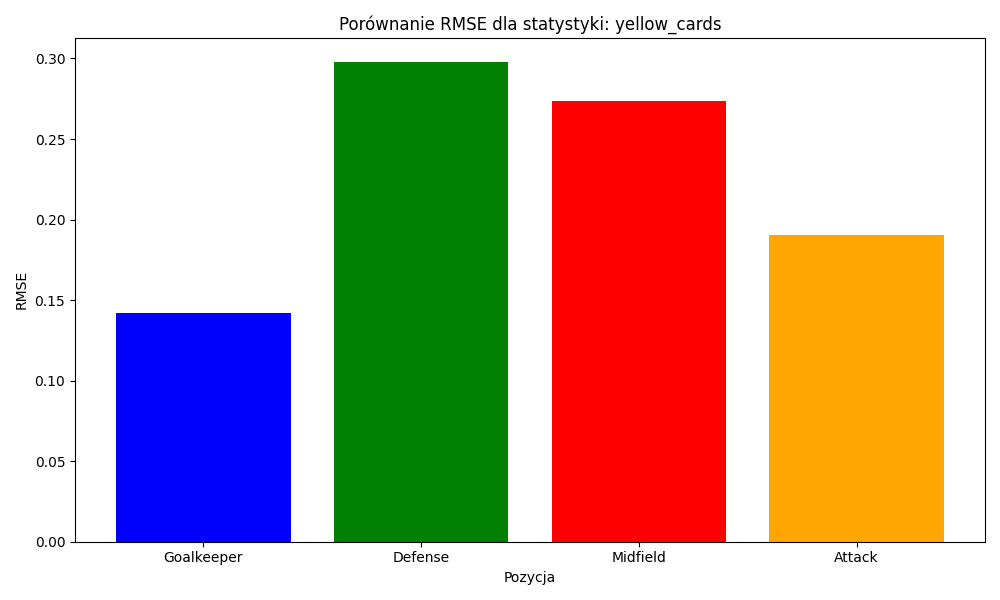 Porównanie RMSE dla statystyki: yellow_cards
RMSE
0.30
0.25
0.20
0.15
0.10
0.05
0.00
Goalkeeper
Defense
Midfield
Attack
Pozycja